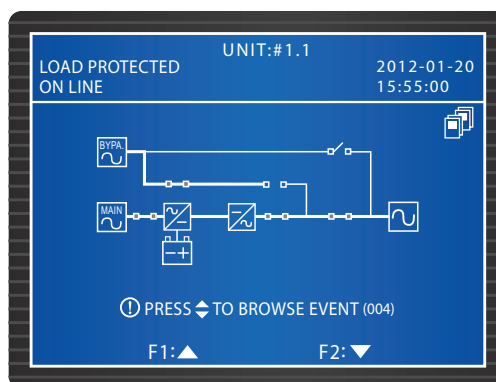 UNIT:#1.1
LOAD PROTECTED
ON LINE
2012-01-20
15:55:00
BYPA.
MAIN
PRESS TO BROWSE EVENT (004)
F1: F2: